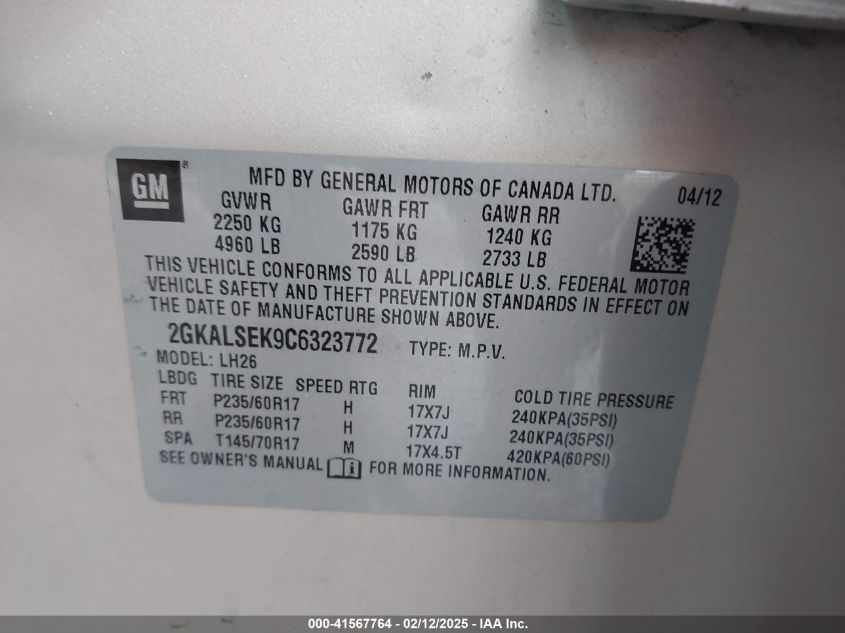 GM® MFD BY GENERAL MOTORS OF CANADA LTD. 04/12
GVWR GAWR FRT GAWR RR
2250 KG 1175 KG 1240 KG
4960 LB 2590 LB 2733 LB
THIS VEHICLE CONFORMS TO ALL APPLICABLE U.S. FEDERAL MOTOR
VEHICLE SAFETY AND THEFT PREVENTION STANDARDS IN EFFECT ON
THE DATE OF MANUFACTURE SHOWN ABOVE.
2GKALSEK9C6323772 TYPE: M.P.V.
MODEL: LH26
LBDG TIRE SIZE SPEED RTG RIM COLD TIRE PRESSURE
FRT P235/60R17 H 17X7J 240KPA(35PSI)
RR P235/60R17 H 17X7J 240KPA(35PSI)
SPA T145/70R17 M 17X4.5T 420KPA(60PSI)
SEE OWNER'S MANUAL FOR MORE INFORMATION.
000-41567764 - 02/12/2025 - IAA Inc.